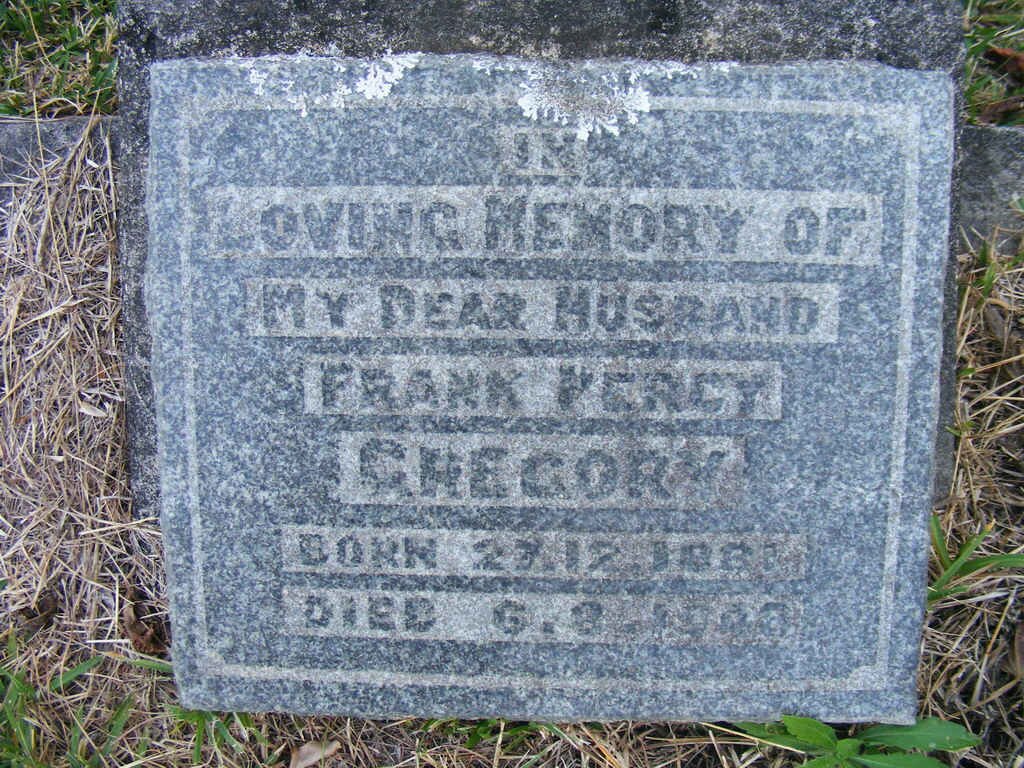 IN
LOVING MEMORY OF
MY DEAR HUSBAND
FRANK PERCY
GREGORY
BORN
DIED